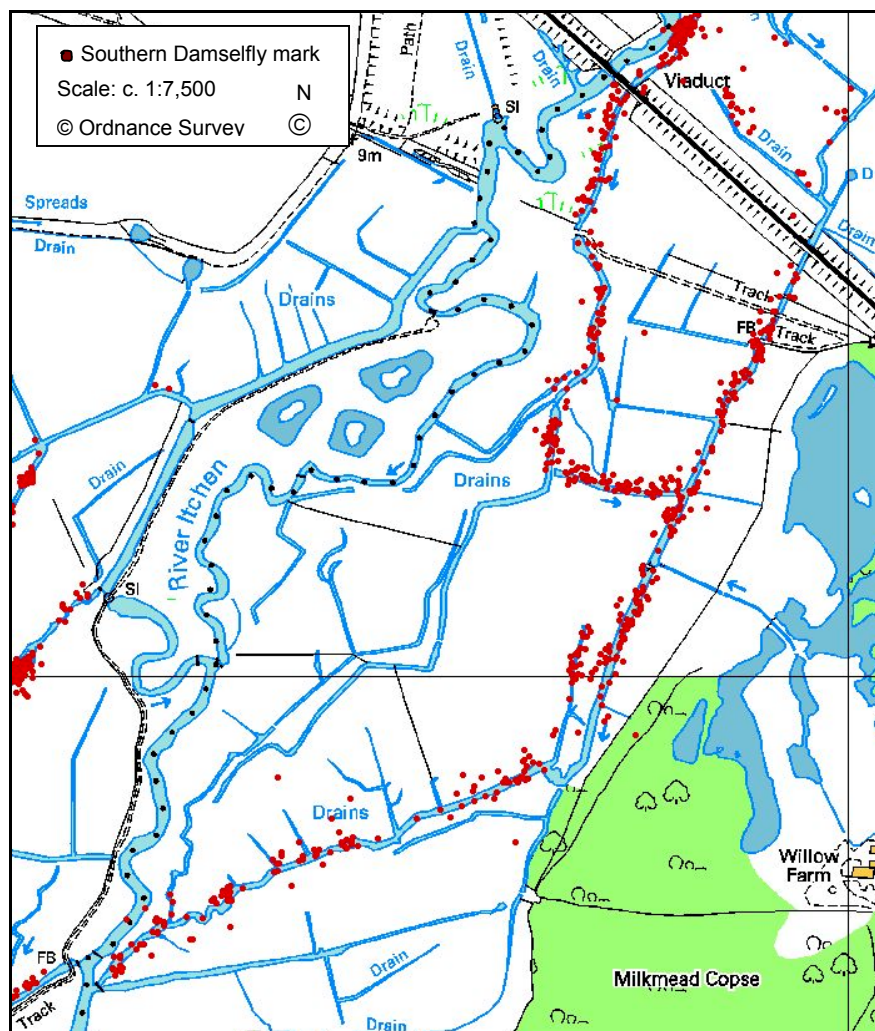 Southern Damselfly mark
Scale: c. 1:7,500
N
© Ordnance Survey
©
Path
Drain
Drain
SI
Viaduct
9m
Drain
D
Drain
Spreads
Drain
Drains
Track
FB
Track
Drains
Drain
River Itchen
SI
Drains
Willow
Farm
FB
Drain
Milkmead Copse
Track
Drain